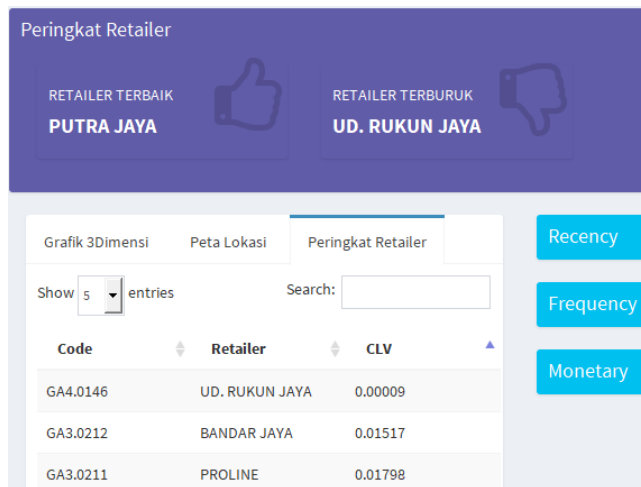 Peringkat Retailer
RETAILER TERBAIK
PUTRA JAYA
RETAILER TERBURUK
UD. RUKUN JAYA
Grafik 3Dimensi Peta Lokasi Peringkat Retailer
Show 5 entries Search:
Code Retailer CLV
GA4.0146 UD. RUKUN JAYA 0.00009
GA3.0212 BANDAR JAYA 0.01517
GA3.0211 PROLINE 0.01798
Recency
Frequency
Monetary